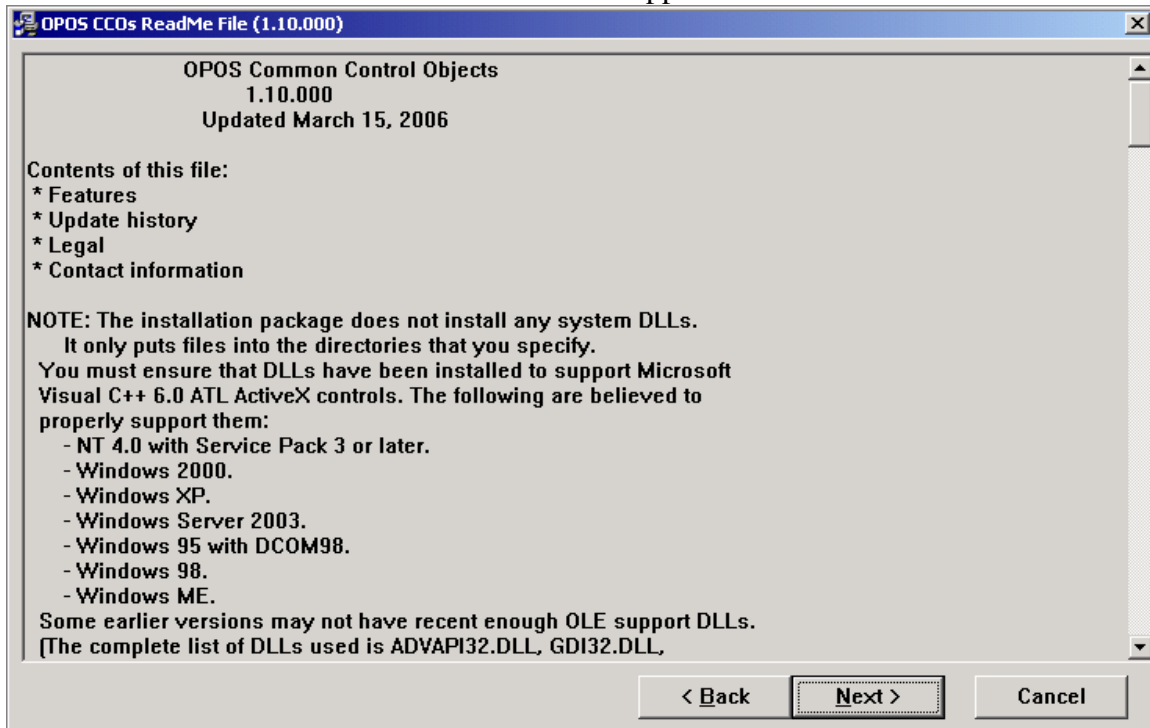 OPOS CCOs ReadMe File (1.10.000)
OPOS Common Control Objects
1.10.000
Updated March 15, 2006
Contents of this file:
* Features
* Update history
* Legal
* Contact information
NOTE: The installation package does not install any system DLLs.
It only puts files into the directories that you specify.
You must ensure that DLLs have been installed to support Microsoft
Visual C++ 6.0 ATL ActiveX controls. The following are believed to
properly support them:
- NT 4.0 with Service Pack 3 or later.
- Windows 2000.
- Windows XP.
- Windows Server 2003.
- Windows 95 with DCOM98.
- Windows 98.
- Windows ME.
Some earlier versions may not have recent enough OLE support DLLs.
(The complete list of DLLs used is ADVAPI32.DLL, GDI32.DLL,
< Back Next > Cancel